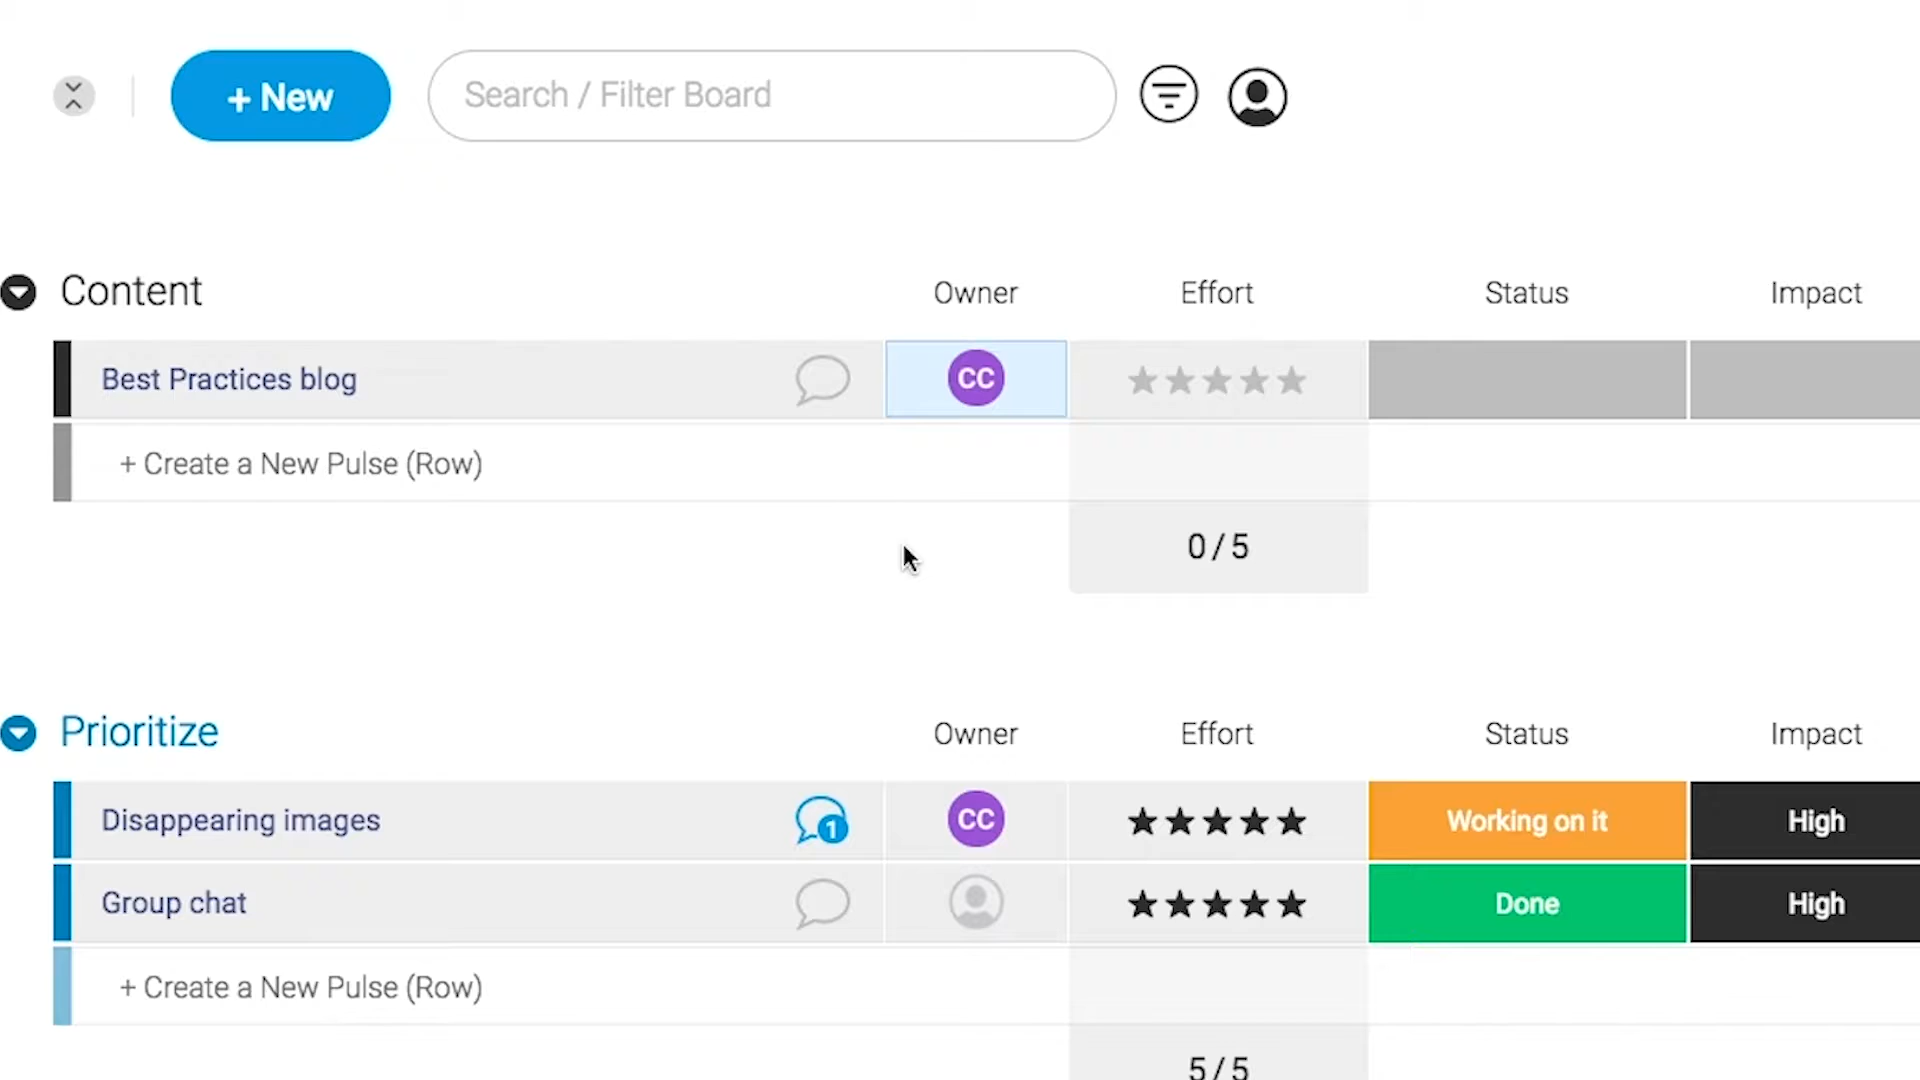 + New
Search / Filter Board
Content Owner Effort Status Impact
Best Practices blog CC
+ Create a New Pulse (Row)
0 / 5
Prioritize Owner Effort Status Impact
Disappearing images 1 CC Working on it High
Group chat Done High
+ Create a New Pulse (Row)
5 / 5